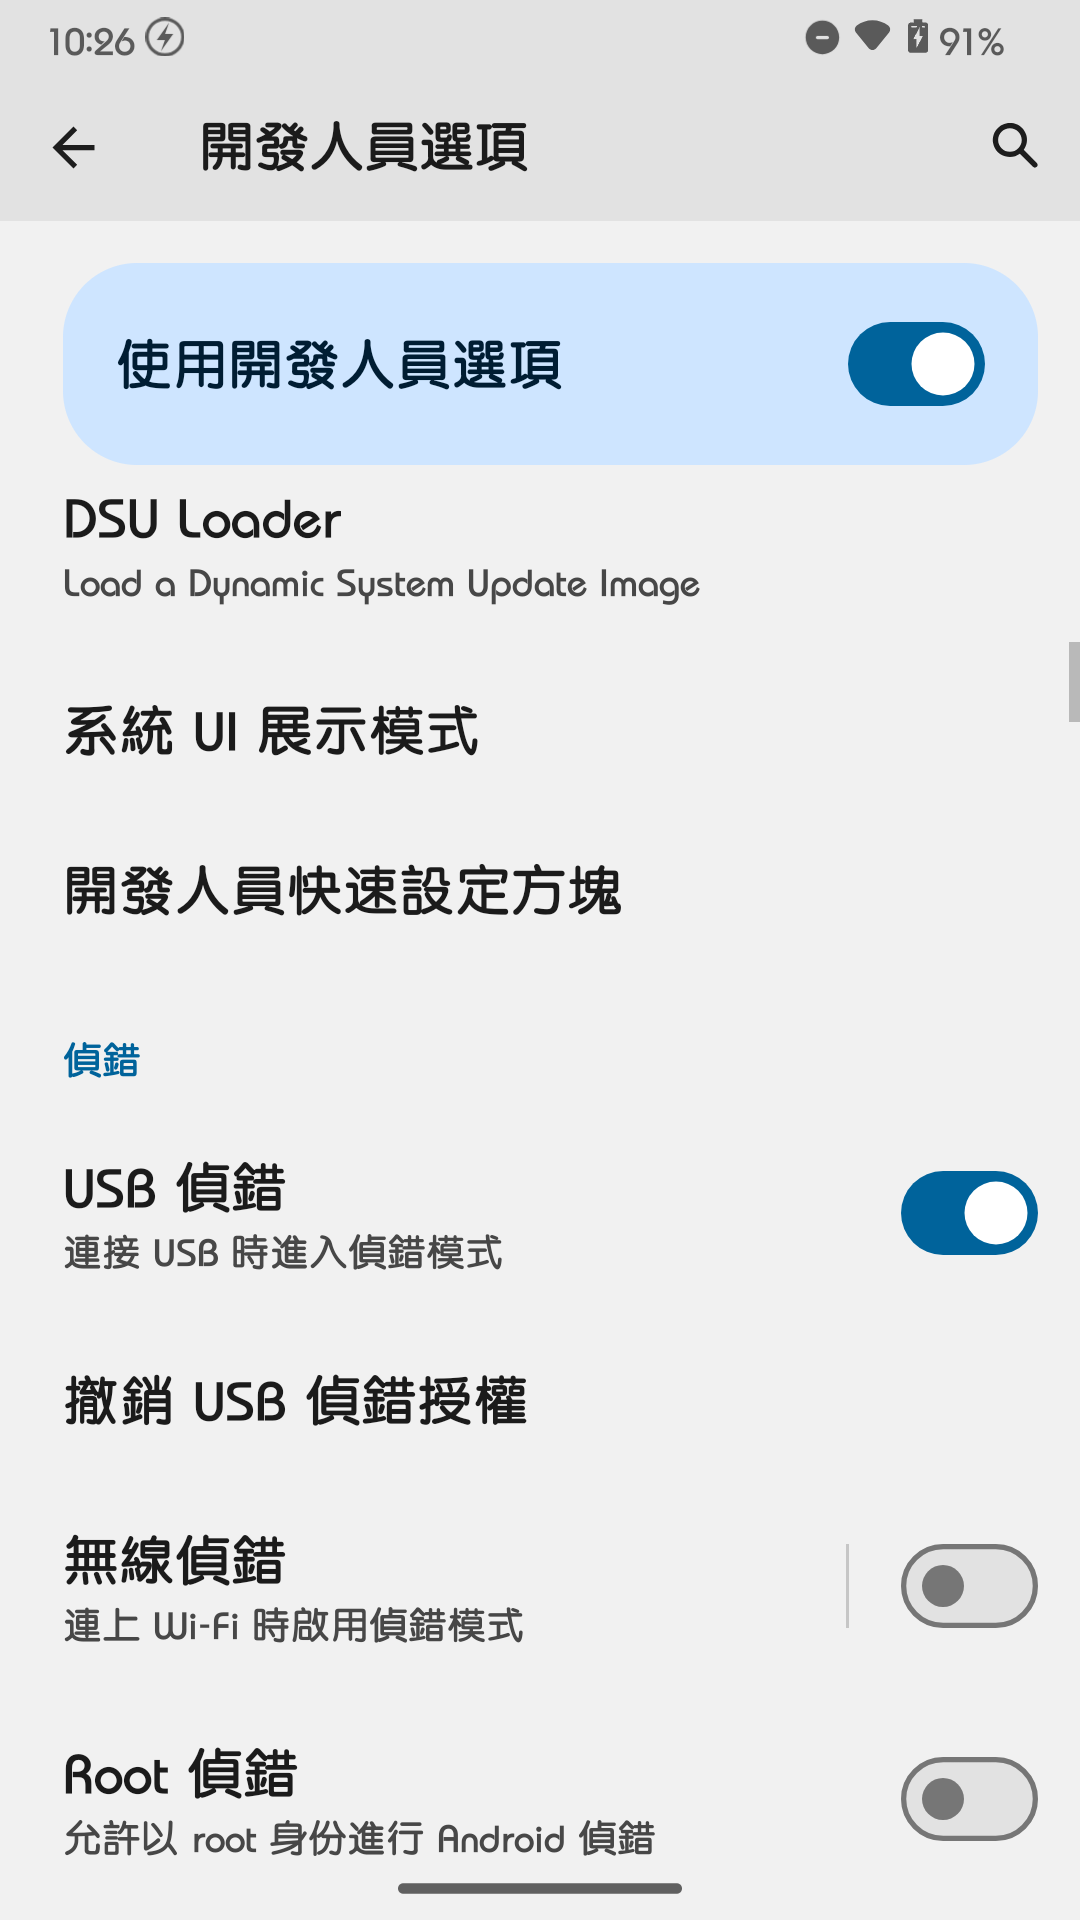 10:26
91%
開發人員選項
使用開發人員選項
DSU Loader
Load a Dynamic System Update Image
系統 UI 展示模式
開發人員快速設定方塊
偵錯
USB 偵錯
連接 USB 時進入偵錯模式
撤銷 USB 偵錯授權
無線偵錯
連上 Wi-Fi 時啟用偵錯模式
Root 偵錯
允許以 root 身份進行 Android 偵錯